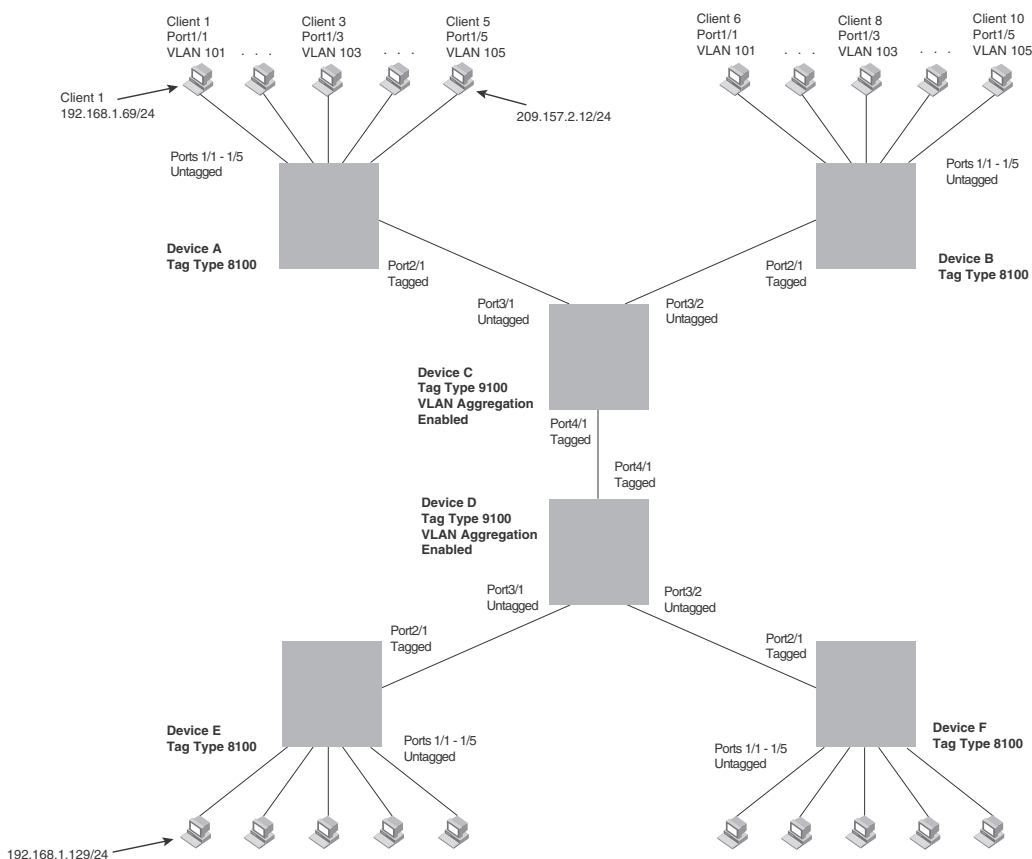 Client 1
Port1/1
VLAN 101
. . .
Client 3
Port1/3
VLAN 103
. . .
Client 5
Port1/5
VLAN 105
Client 6
Port1/1
VLAN 101
. . .
Client 8
Port1/3
VLAN 103
. . .
Client 10
Port1/5
VLAN 105
Client 1
192.168.1.69/24
209.157.2.12/24
Ports 1/1 - 1/5
Untagged
Ports 1/1 - 1/5
Untagged
Device A
Tag Type 8100
Port2/1
Tagged
Port2/1
Tagged
Device B
Tag Type 8100
Port3/1
Untagged
Port3/2
Untagged
Device C
Tag Type 9100
VLAN Aggregation
Enabled
Port4/1
Tagged
Port4/1
Tagged
Device D
Tag Type 9100
VLAN Aggregation
Enabled
Port3/1
Untagged
Port3/2
Untagged
Port2/1
Tagged
Port2/1
Tagged
Device E
Tag Type 8100
Ports 1/1 - 1/5
Untagged
Ports 1/1 - 1/5
Untagged
Device F
Tag Type 8100
192.168.1.129/24